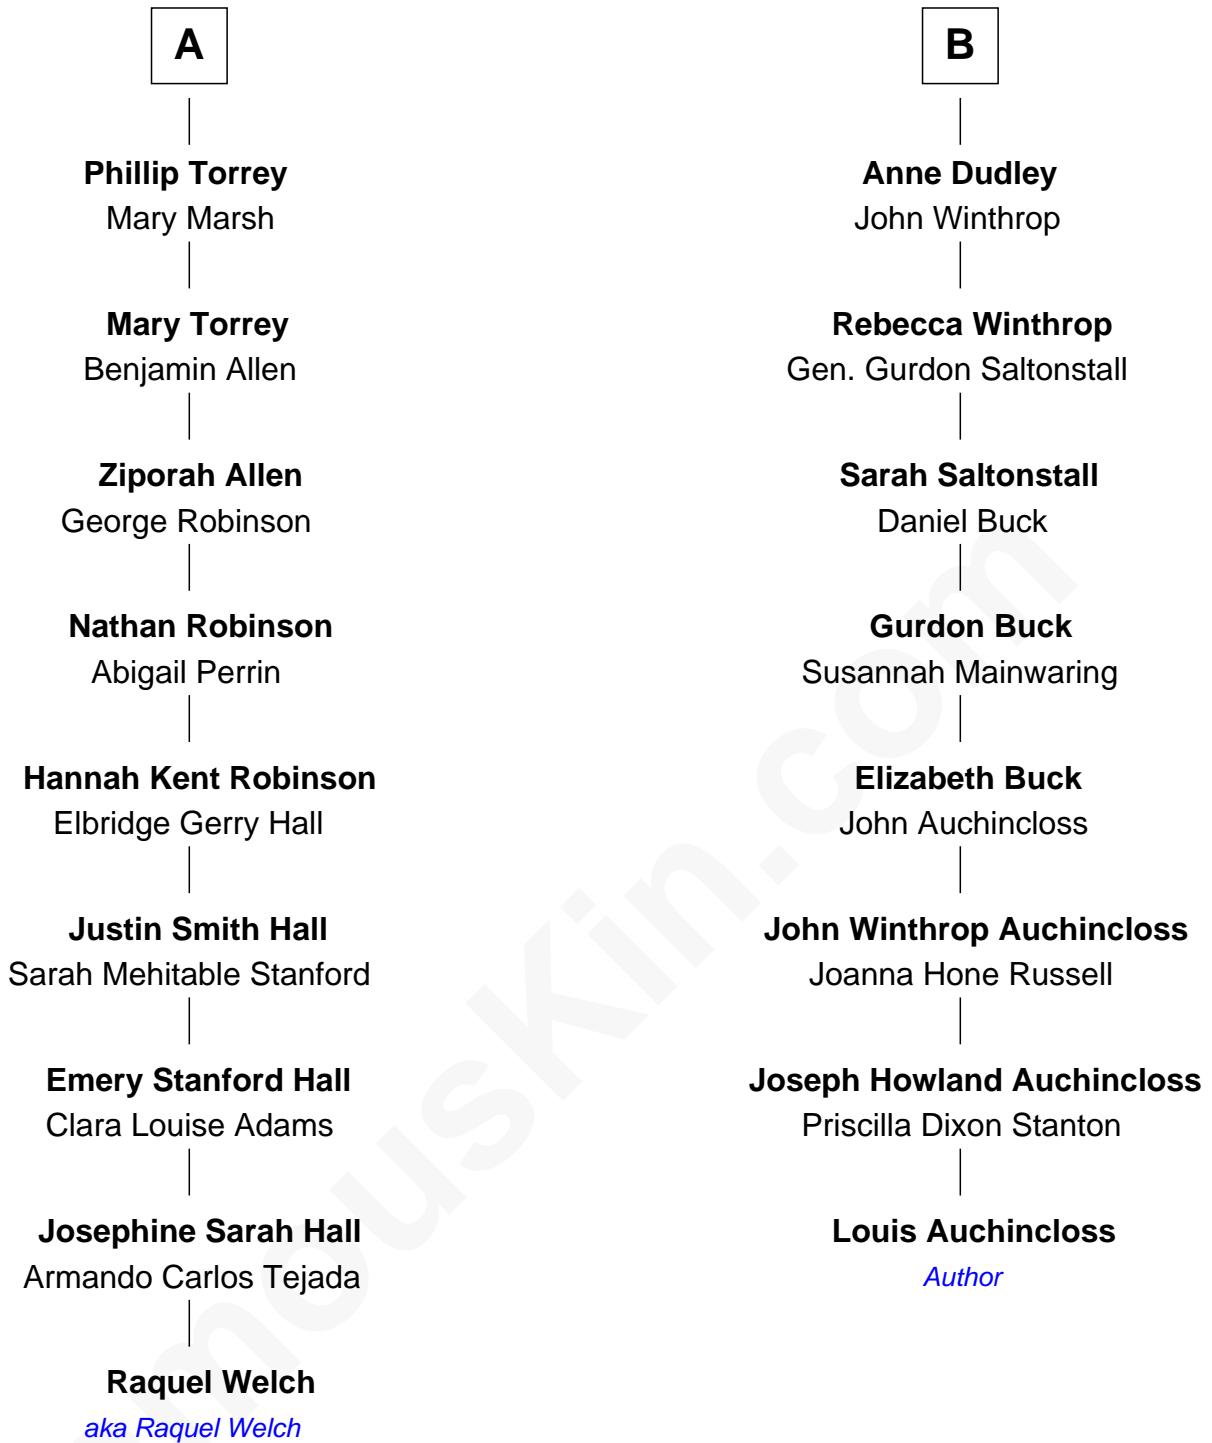 A
Phillip Torrey
Mary Marsh
Mary Torrey
Benjamin Allen
Ziporah Allen
George Robinson
Nathan Robinson
Abigail Perrin
Hannah Kent Robinson
Elbridge Gerry Hall
Justin Smith Hall
Sarah Mehitable Stanford
Emery Stanford Hall
Clara Louise Adams
Josephine Sarah Hall
Armando Carlos Tejada
Raquel Welch
aka Raquel Welch
B
Anne Dudley
John Winthrop
Rebecca Winthrop
Gen. Gurdon Saltonstall
Sarah Saltonstall
Daniel Buck
Gurdon Buck
Susannah Mainwaring
Elizabeth Buck
John Auchincloss
John Winthrop Auchincloss
Joanna Hone Russell
Joseph Howland Auchincloss
Priscilla Dixon Stanton
Louis Auchincloss
Author
mousKin.com